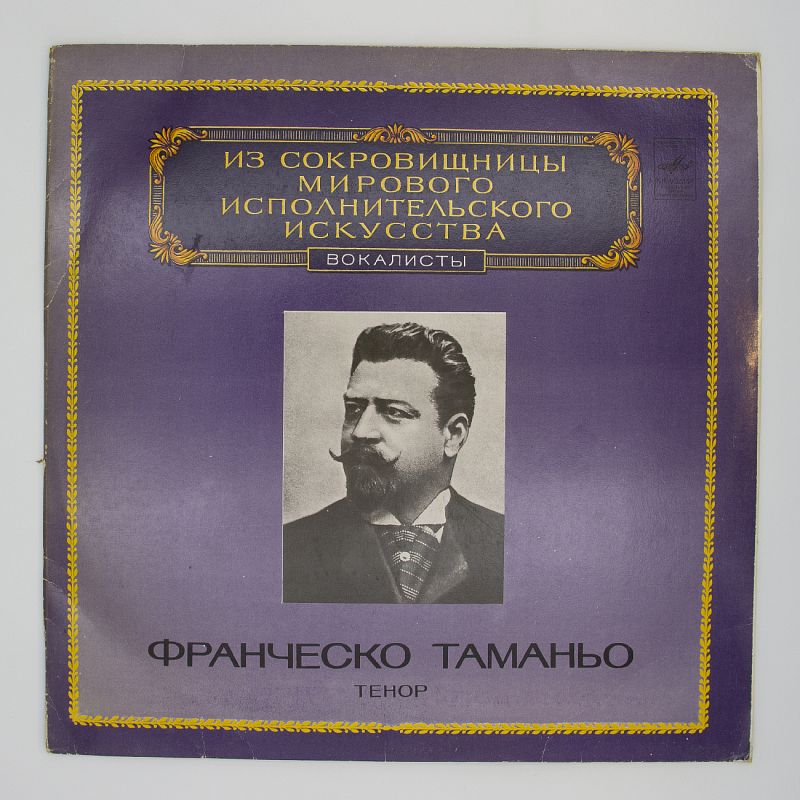 ИЗ СОКРОВИЩНИЦЫ
МИРОВОГО
ИСПОЛНИТЕЛЬСКОГО
ИСКУССТВА
ВОКАЛИСТЫ
ФРАНЧЕСКО ТАМАНЬО
ТЕНОР